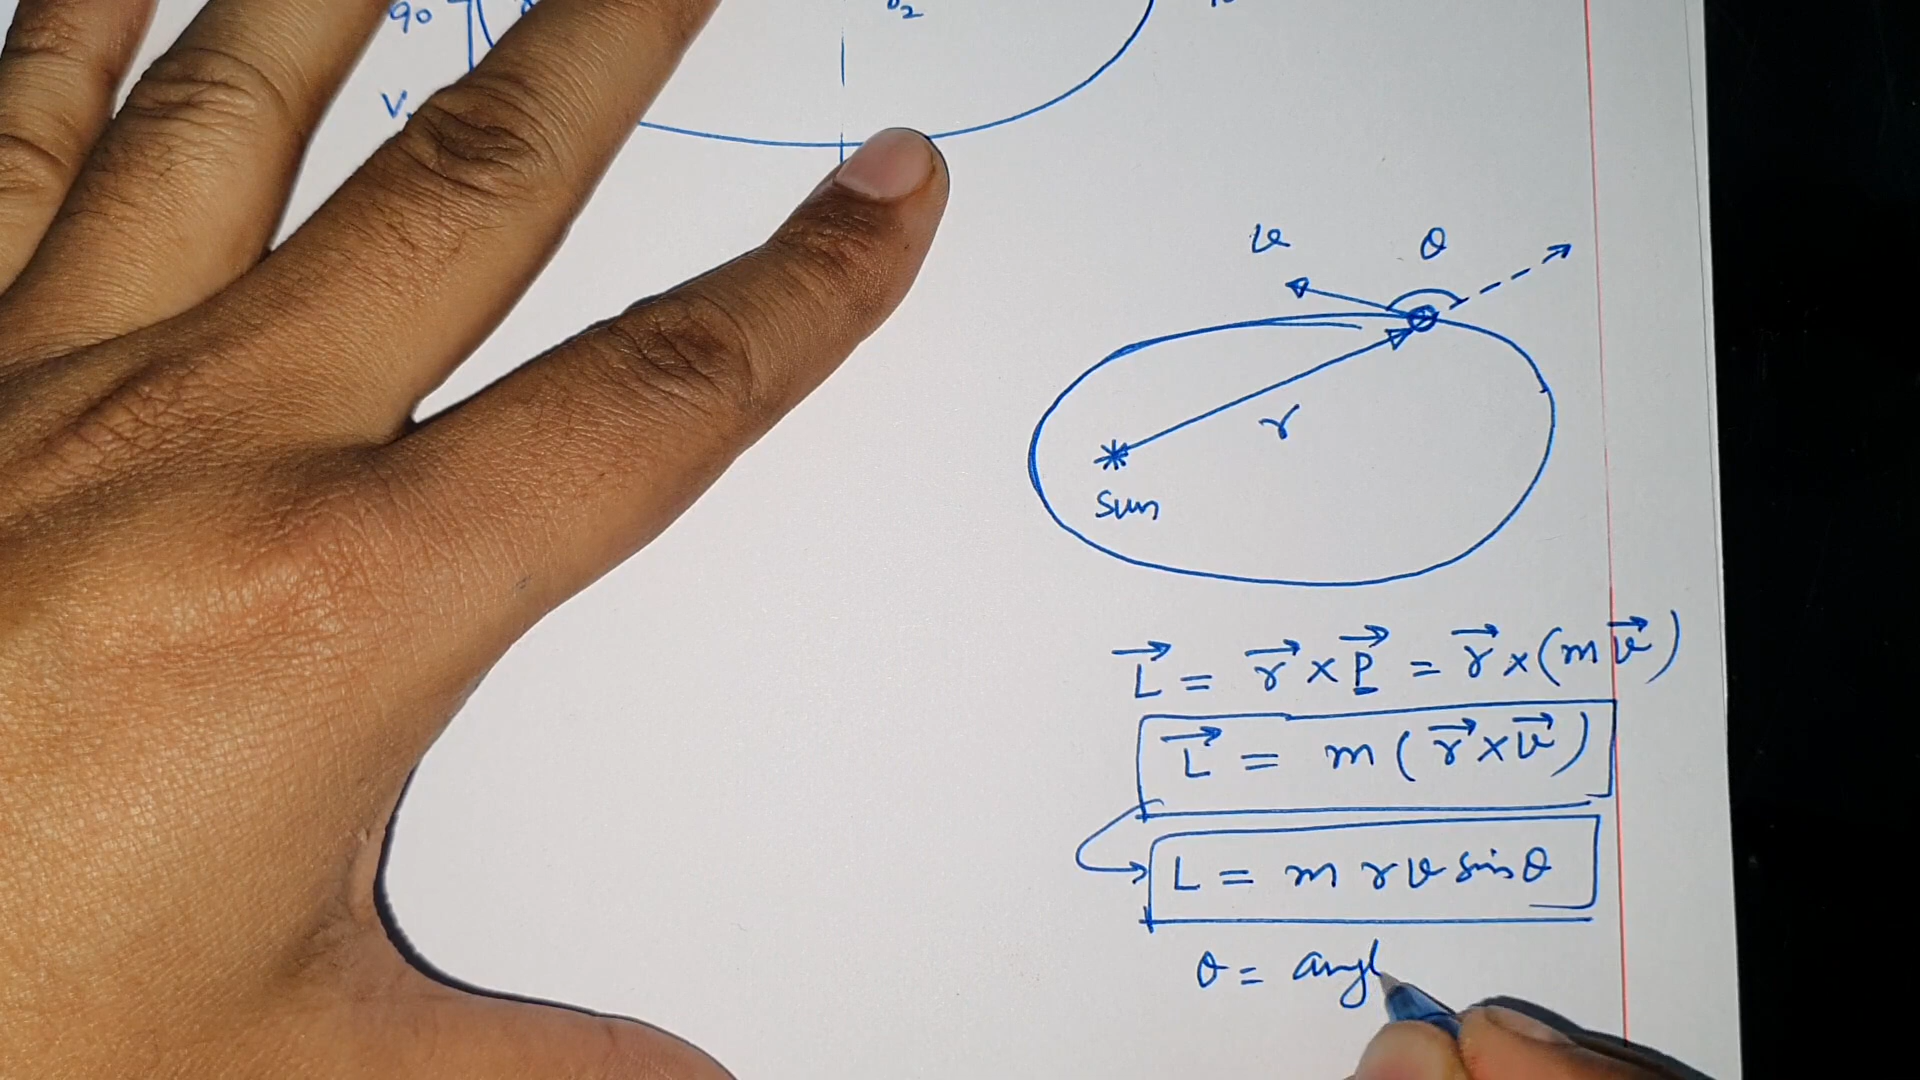 90
v
θ
r
Sun
L⃗ = r⃗ × P⃗ = r⃗ × (m v⃗)
L⃗ = m ( r⃗ × v⃗ )
L = m r v sin θ
θ = angl